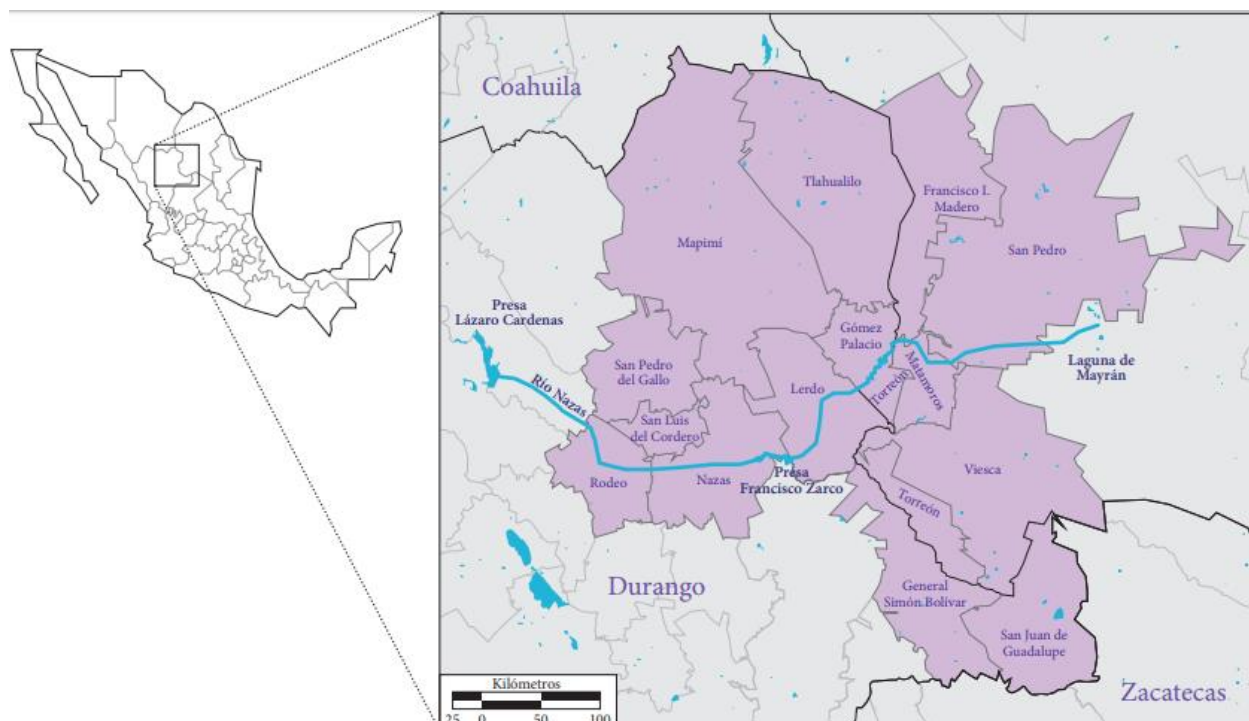 Coahuila
Tlahualilo
Francisco I.
Madero
Mapimí
San Pedro
Presa
Lázaro Cardenas
Gómez
Palacio
Río Nazas
San Pedro
del Gallo
Lerdo
Torreón
Matamoros
Laguna de
Mayrán
San Luis
del Cordero
Rodeo
Nazas
Presa
Francisco Zarco
Viesca
Torreón
Durango
General
Simón Bolívar
San Juan de
Guadalupe
Zacatecas
Kilómetros
25 0 50 100